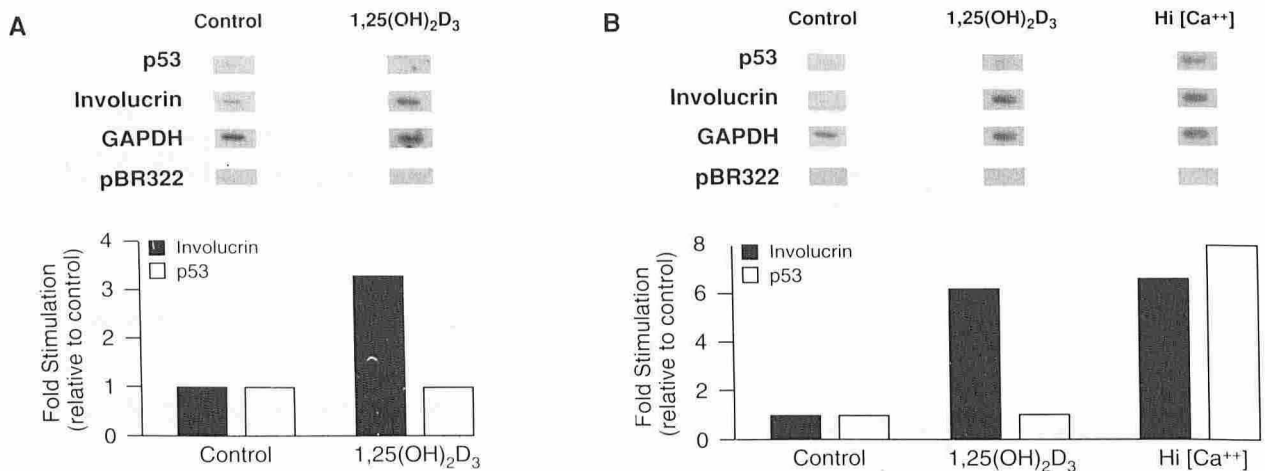 A
Control 1,25(OH)₂D₃
p53
Involucrin
GAPDH
pBR322
4
3
2
1
0
Fold Stimulation
(relative to control)
Involucrin
p53
Control 1,25(OH)₂D₃
B
Control 1,25(OH)₂D₃ Hi [Ca⁺⁺]
p53
Involucrin
GAPDH
pBR322
8
6
4
2
0
Fold Stimulation
(relative to control)
Involucrin
p53
Control 1,25(OH)₂D₃ Hi [Ca⁺⁺]